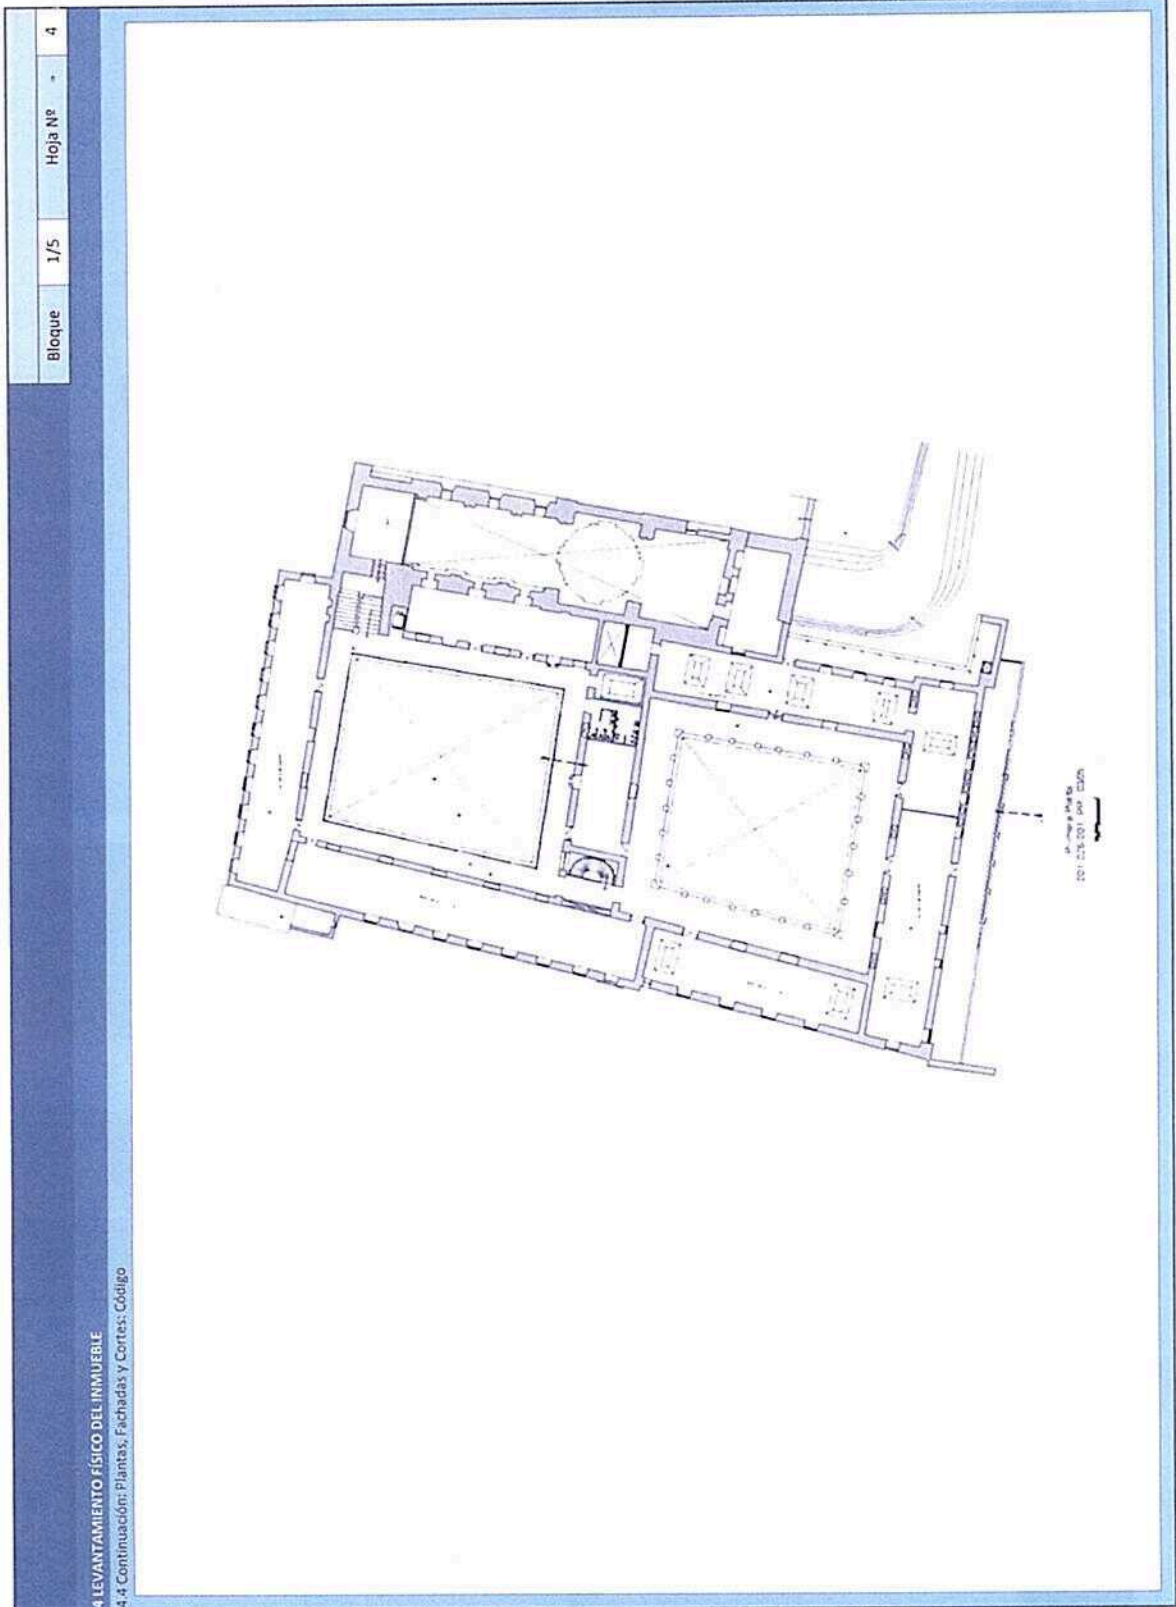 Bloque 1/5 Hoja Nº - 4
4 LEVANTAMIENTO FÍSICO DEL INMUEBLE
4.4 Continuación: Plantas, Fachadas y Cortes: Código